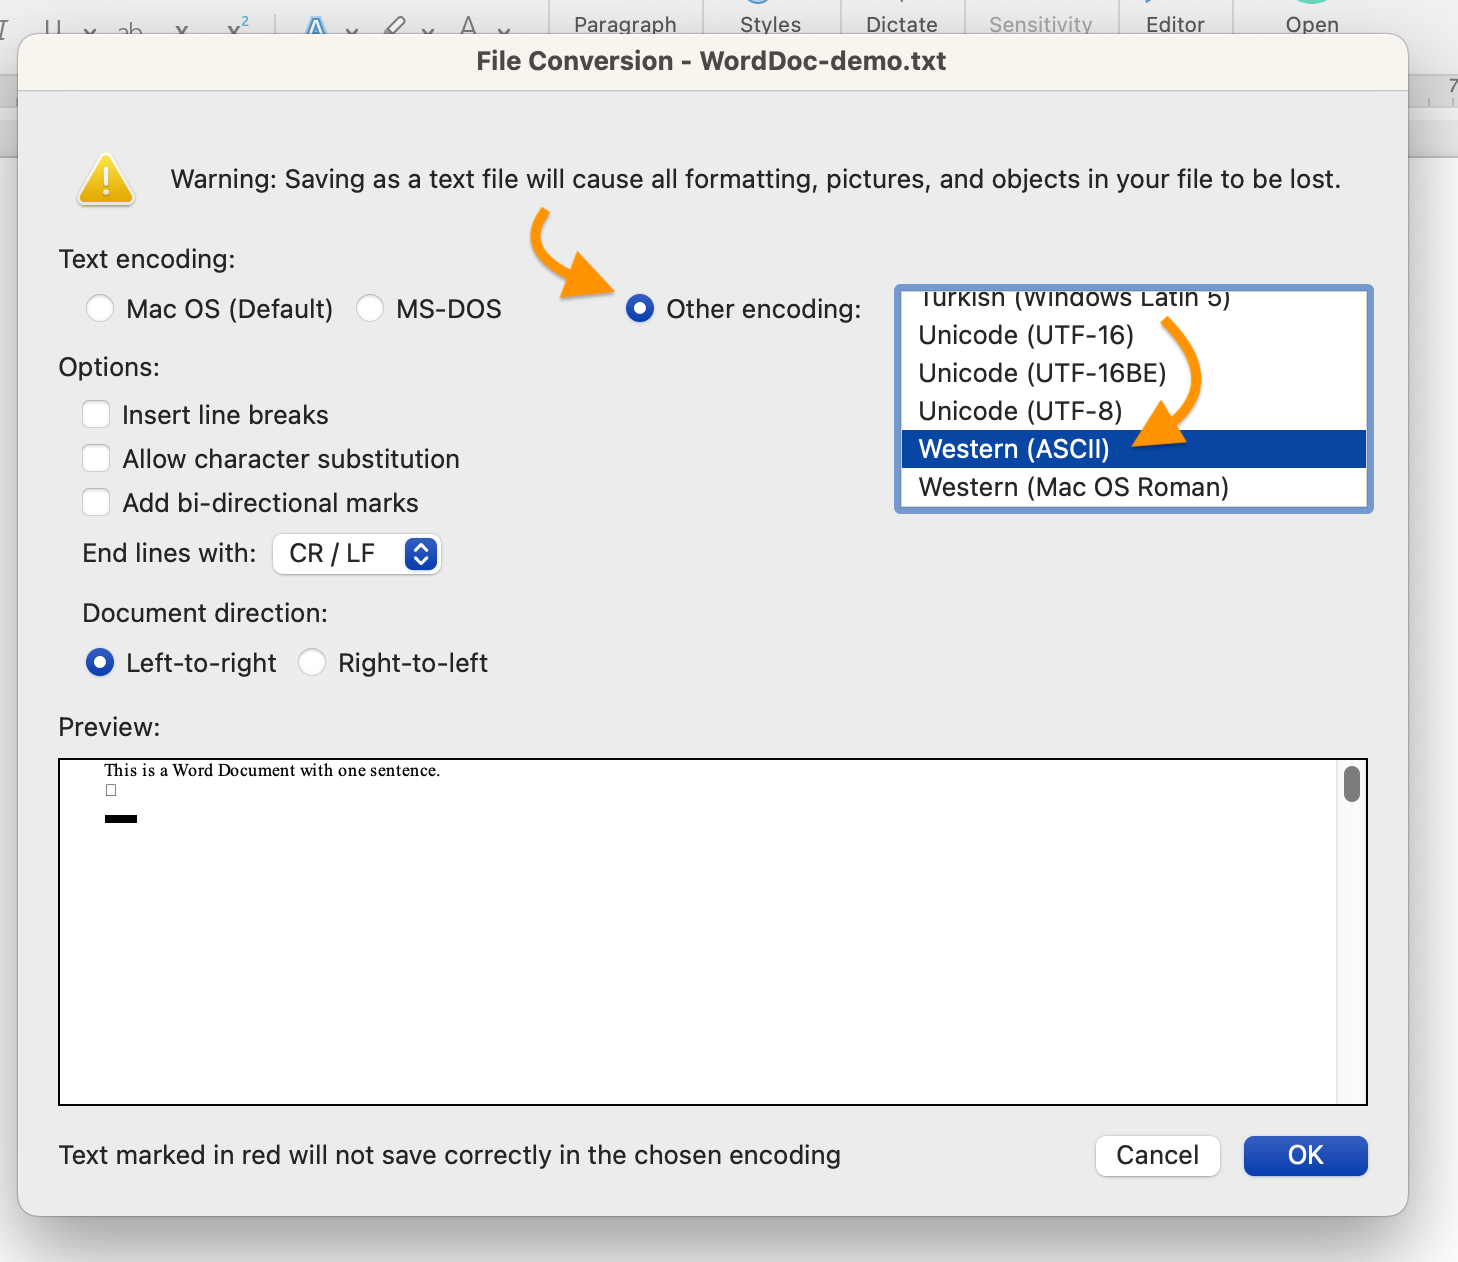 U ab x x2 A A
Paragraph Styles Dictate Sensitivity Editor Open
7
File Conversion - WordDoc-demo.txt
Warning: Saving as a text file will cause all formatting, pictures, and objects in your file to be lost.
Text encoding:
Mac OS (Default) MS-DOS Other encoding:
Turkish (Windows Latin 5)
Unicode (UTF-16)
Unicode (UTF-16BE)
Unicode (UTF-8)
Western (ASCII)
Western (Mac OS Roman)
Options:
Insert line breaks
Allow character substitution
Add bi-directional marks
End lines with: CR / LF
Document direction:
Left-to-right Right-to-left
Preview:
This is a Word Document with one sentence.
Text marked in red will not save correctly in the chosen encoding
Cancel OK